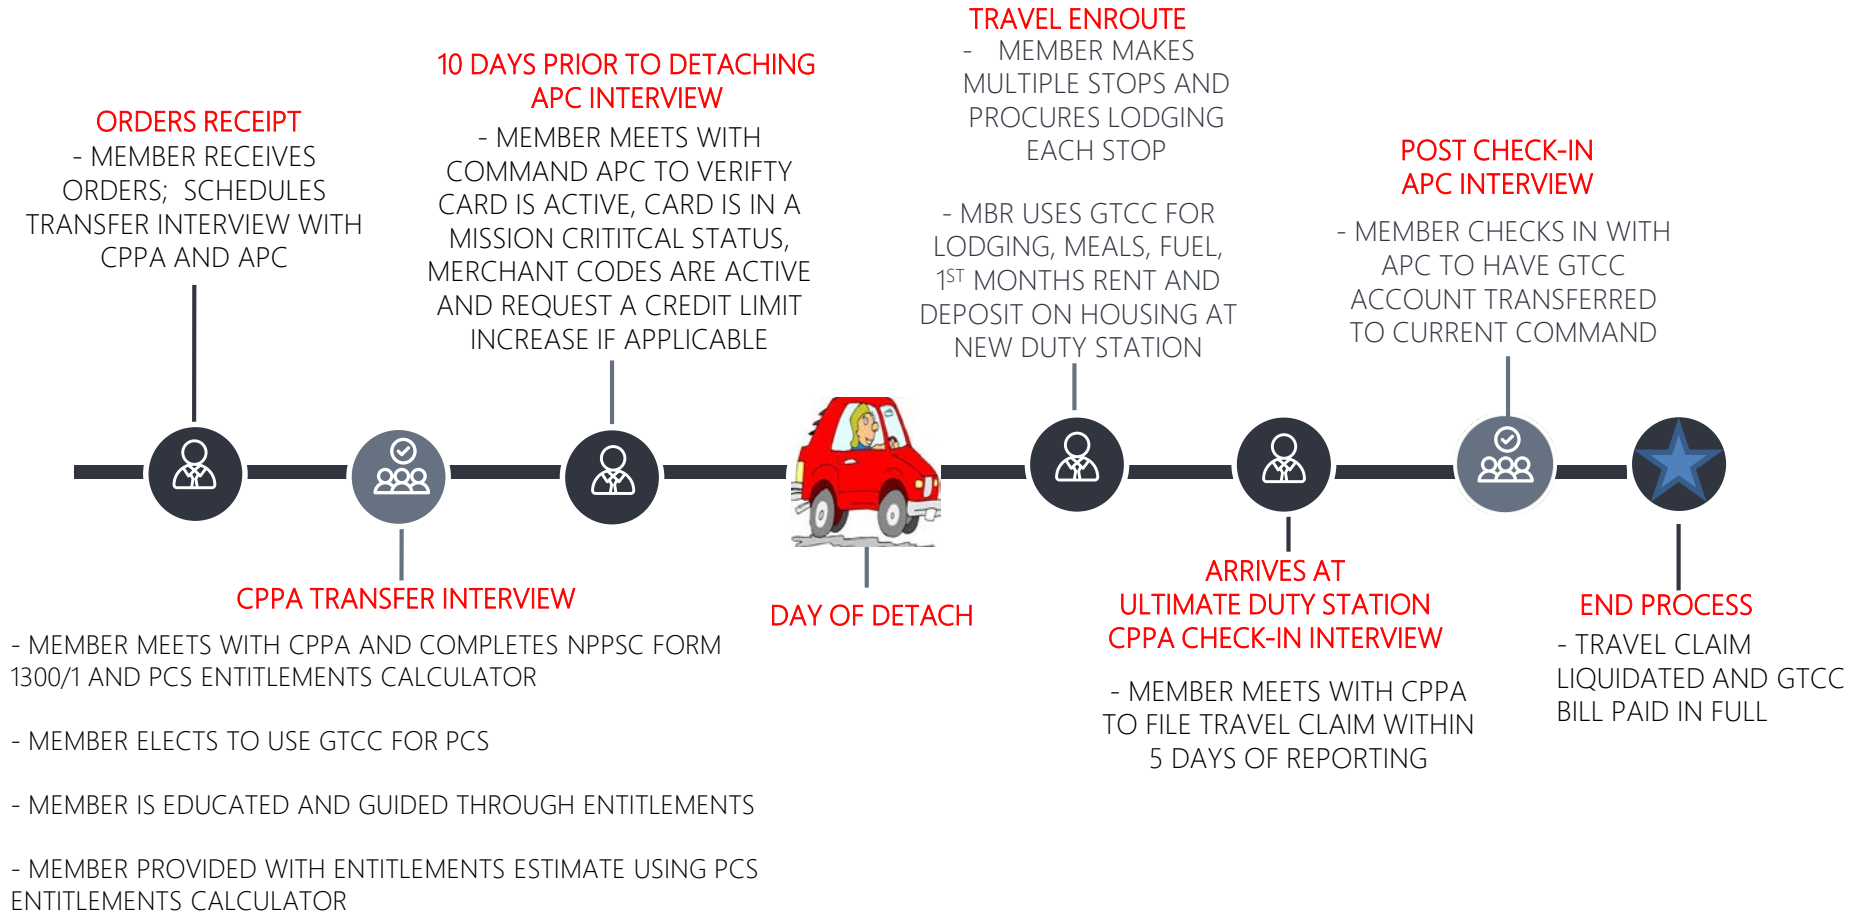 ORDERS RECEIPT
- MEMBER RECEIVES
ORDERS; SCHEDULES
TRANSFER INTERVIEW WITH
CPPA AND APC
CPPA TRANSFER INTERVIEW
- MEMBER MEETS WITH CPPA AND COMPLETES NPPSC FORM
1300/1 AND PCS ENTITLEMENTS CALCULATOR
- MEMBER ELECTS TO USE GTCC FOR PCS
- MEMBER IS EDUCATED AND GUIDED THROUGH ENTITLEMENTS
- MEMBER PROVIDED WITH ENTITLEMENTS ESTIMATE USING PCS
ENTITLEMENTS CALCULATOR
10 DAYS PRIOR TO DETACHING
APC INTERVIEW
- MEMBER MEETS WITH
COMMAND APC TO VERIFTY
CARD IS ACTIVE, CARD IS IN A
MISSION CRITITCAL STATUS,
MERCHANT CODES ARE ACTIVE
AND REQUEST A CREDIT LIMIT
INCREASE IF APPLICABLE
DAY OF DETACH
TRAVEL ENROUTE
- MEMBER MAKES
MULTIPLE STOPS AND
PROCURES LODGING
EACH STOP
- MBR USES GTCC FOR
LODGING, MEALS, FUEL,
1ST MONTHS RENT AND
DEPOSIT ON HOUSING AT
NEW DUTY STATION
ARRIVES AT
ULTIMATE DUTY STATION
CPPA CHECK-IN INTERVIEW
- MEMBER MEETS WITH CPPA
TO FILE TRAVEL CLAIM WITHIN
5 DAYS OF REPORTING
POST CHECK-IN
APC INTERVIEW
- MEMBER CHECKS IN WITH
APC TO HAVE GTCC
ACCOUNT TRANSFERRED
TO CURRENT COMMAND
END PROCESS
- TRAVEL CLAIM
LIQUIDATED AND GTCC
BILL PAID IN FULL